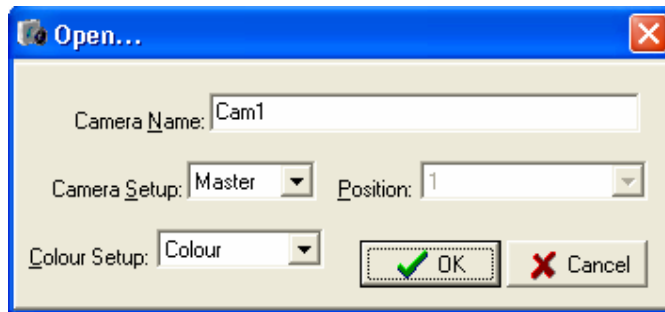 Open...
Camera Name: Cam1
Camera Setup: Master Position: 1
Colour Setup: Colour OK Cancel